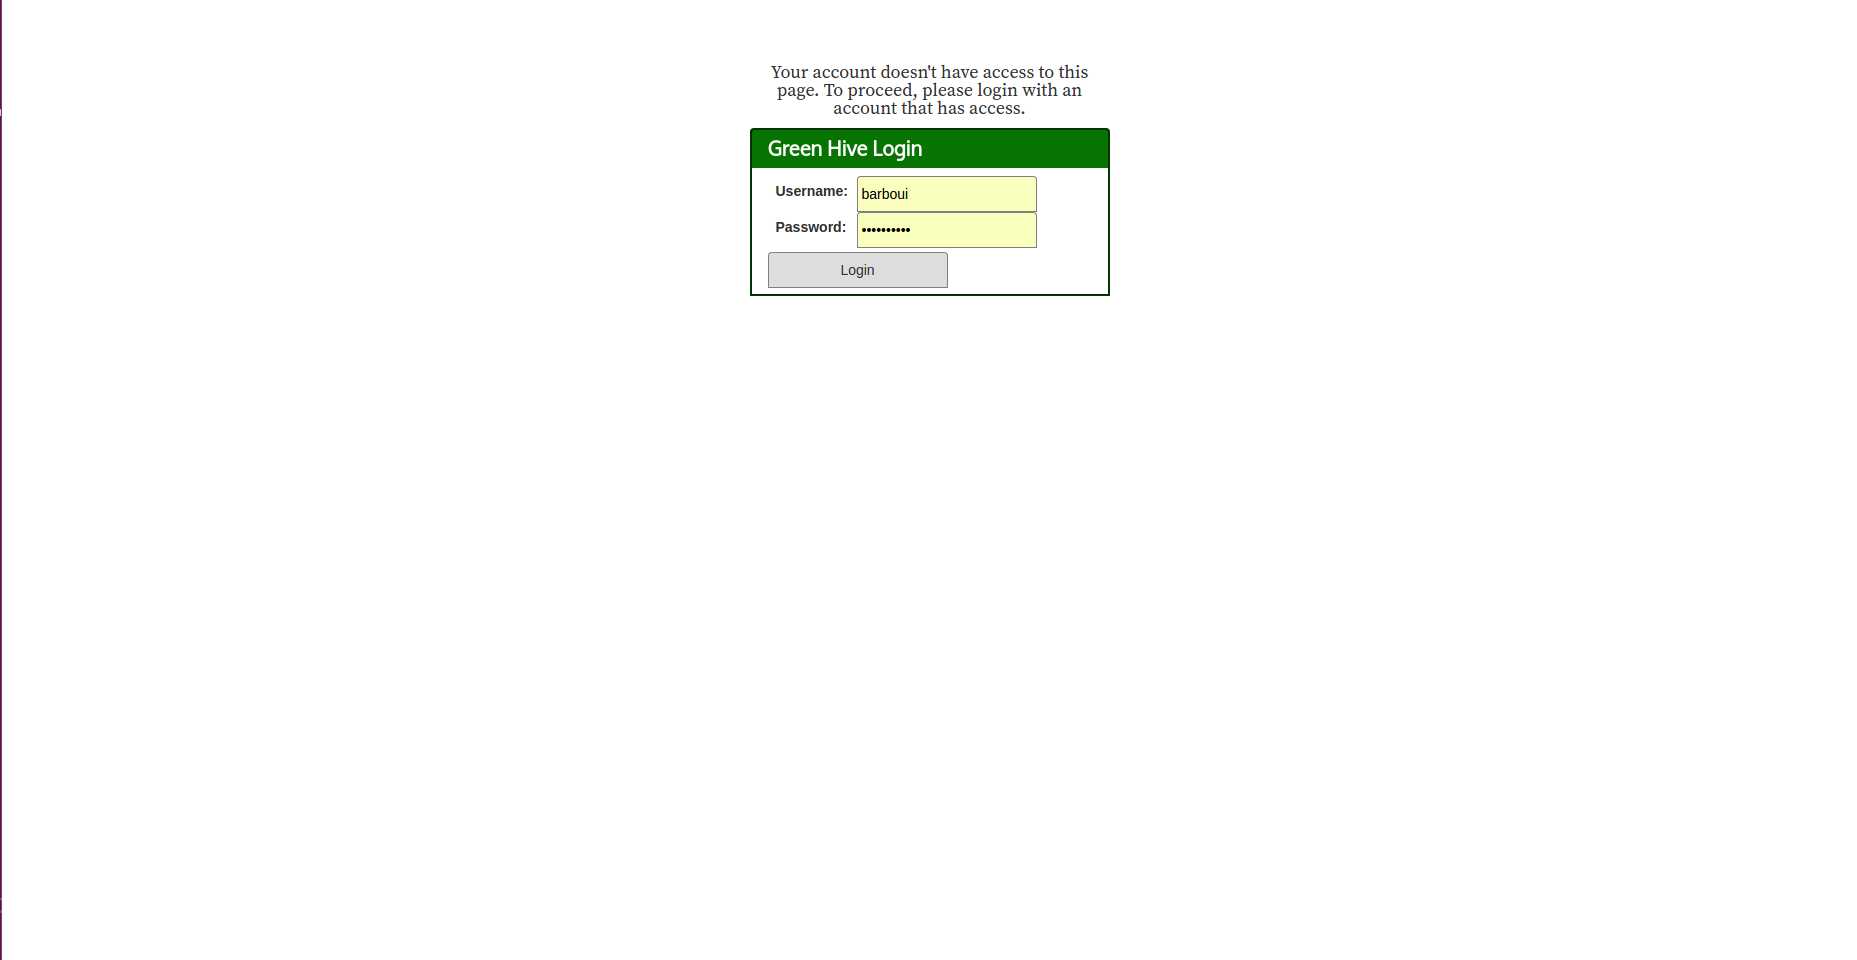 Your account doesn't have access to this
page. To proceed, please login with an
account that has access.
Green Hive Login
Username: barboui
Password: ••••••••••
Login